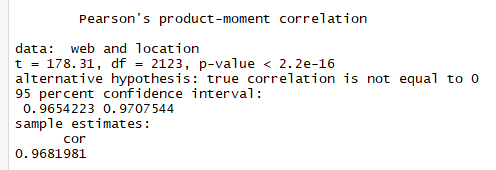 Pearson's product-moment correlation
data:  web and location
t = 178.31, df = 2123, p-value < 2.2e-16
alternative hypothesis: true correlation is not equal to 0
95 percent confidence interval:
 0.9654223 0.9707544
sample estimates:
      cor
0.9681981